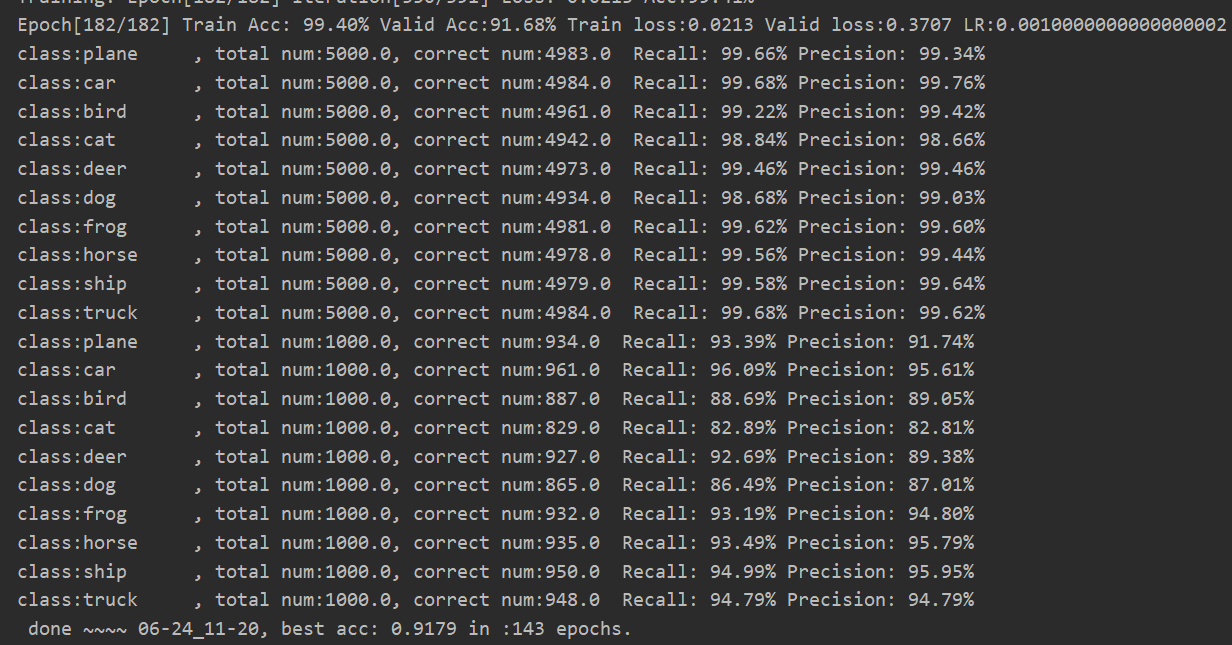 Training: Epoch[182/182] Iteration[390/391] Loss: 0.0213 Acc:99.41%
Epoch[182/182] Train Acc: 99.40% Valid Acc:91.68% Train loss:0.0213 Valid loss:0.3707 LR:0.0010000000000000002
class:plane     , total num:5000.0, correct num:4983.0  Recall: 99.66% Precision: 99.34%
class:car       , total num:5000.0, correct num:4984.0  Recall: 99.68% Precision: 99.76%
class:bird      , total num:5000.0, correct num:4961.0  Recall: 99.22% Precision: 99.42%
class:cat       , total num:5000.0, correct num:4942.0  Recall: 98.84% Precision: 98.66%
class:deer      , total num:5000.0, correct num:4973.0  Recall: 99.46% Precision: 99.46%
class:dog       , total num:5000.0, correct num:4934.0  Recall: 98.68% Precision: 99.03%
class:frog      , total num:5000.0, correct num:4981.0  Recall: 99.62% Precision: 99.60%
class:horse     , total num:5000.0, correct num:4978.0  Recall: 99.56% Precision: 99.44%
class:ship      , total num:5000.0, correct num:4979.0  Recall: 99.58% Precision: 99.64%
class:truck     , total num:5000.0, correct num:4984.0  Recall: 99.68% Precision: 99.62%
class:plane     , total num:1000.0, correct num:934.0  Recall: 93.39% Precision: 91.74%
class:car       , total num:1000.0, correct num:961.0  Recall: 96.09% Precision: 95.61%
class:bird      , total num:1000.0, correct num:887.0  Recall: 88.69% Precision: 89.05%
class:cat       , total num:1000.0, correct num:829.0  Recall: 82.89% Precision: 82.81%
class:deer      , total num:1000.0, correct num:927.0  Recall: 92.69% Precision: 89.38%
class:dog       , total num:1000.0, correct num:865.0  Recall: 86.49% Precision: 87.01%
class:frog      , total num:1000.0, correct num:932.0  Recall: 93.19% Precision: 94.80%
class:horse     , total num:1000.0, correct num:935.0  Recall: 93.49% Precision: 95.79%
class:ship      , total num:1000.0, correct num:950.0  Recall: 94.99% Precision: 95.95%
class:truck     , total num:1000.0, correct num:948.0  Recall: 94.79% Precision: 94.79%
 done ~~~~ 06-24_11-20, best acc: 0.9179 in :143 epochs.